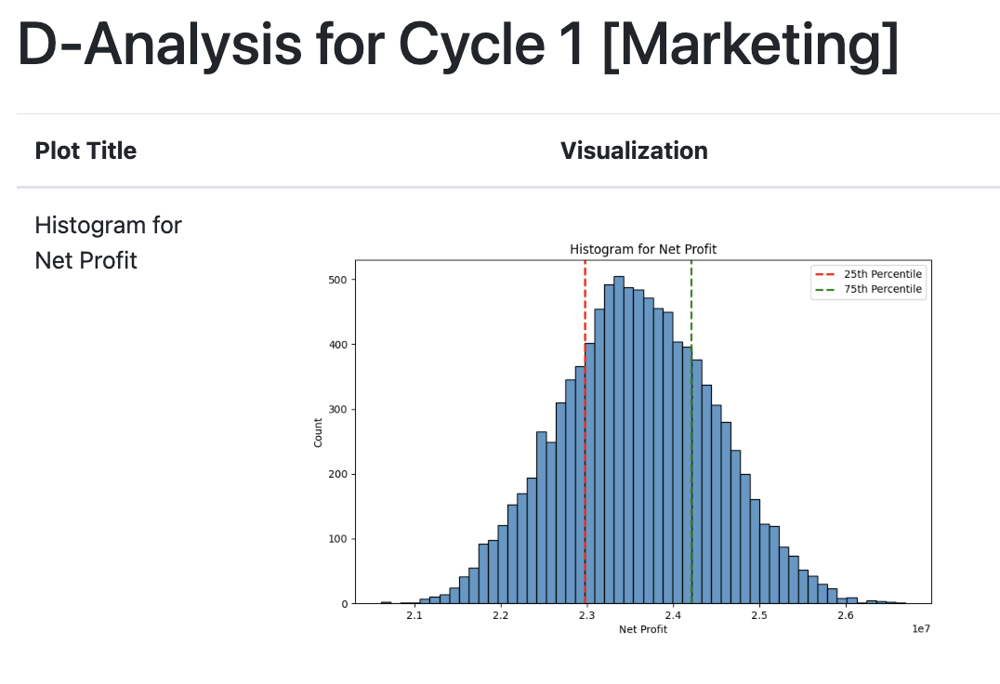 D-Analysis for Cycle 1 [Marketing]
Plot Title
Visualization
Histogram for
Net Profit
Histogram for Net Profit
25th Percentile
75th Percentile
500
400
300
200
100
0
Count
2.1
2.2
2.3
2.4
2.5
2.6
Net Profit
1e7